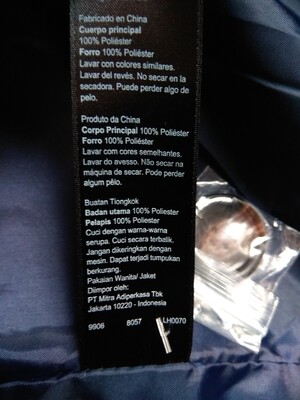 Fabricado en China
Cuerpo principal
100% Poliéster
Forro 100% Poliéster
Lavar con colores similares.
Lavar del revés. No secar en la
secadora. Puede perder algo de
pelo.
Produto da China
Corpo Principal 100% Poliéster
Forro 100% Poliéster
Lavar com cores semelhantes.
Lavar do avesso. Não secar na
máquina de secar. Pode perder
algum pêlo.
Buatan Tiongkok
Badan utama 100% Poliester
Pelapis 100% Poliester
Cuci dengan warna-warna
serupa. Cuci secara terbalik.
Jangan dikeringkan dengan
mesin. Dapat terjadi tumpukan
berkurang.
Pakaian Wanita/ Jaket
Diimpor oleh:
PT Mitra Adiperkasa Tbk
Jakarta 10220 - Indonesia
9906 8057 LH0070